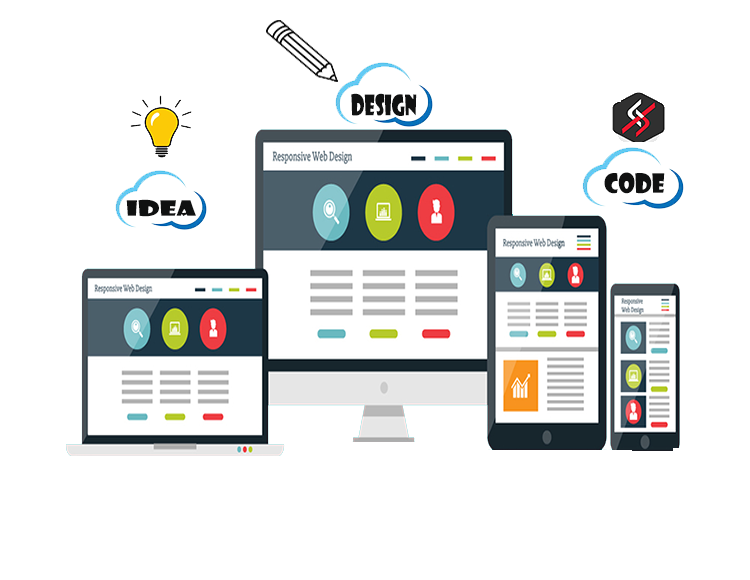 DESIGN
IDEA
CODE
Responsive Web Design
Responsive Web Design
Responsive Web Design
Responsive
Web Design